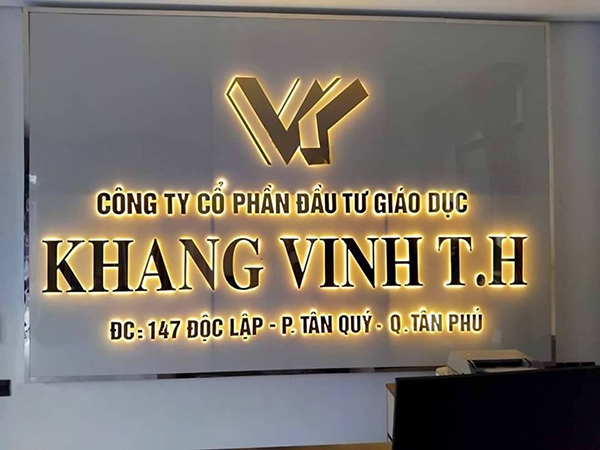 CÔNG TY CỔ PHẦN ĐẦU TƯ GIÁO DỤC
KHANG VINH T.H
ĐC: 147 ĐỘC LẬP - P. TÂN QUÝ - Q. TÂN PHÚ